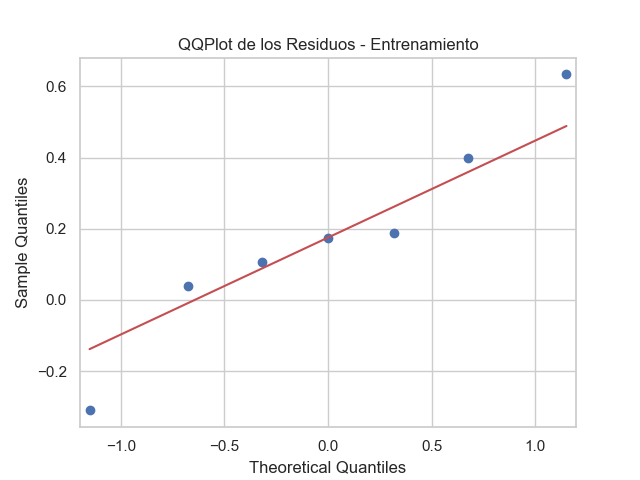 QQPlot de los Residuos - Entrenamiento
0.6
0.4
0.2
0.0
−0.2
Sample Quantiles
−1.0 −0.5 0.0 0.5 1.0
Theoretical Quantiles